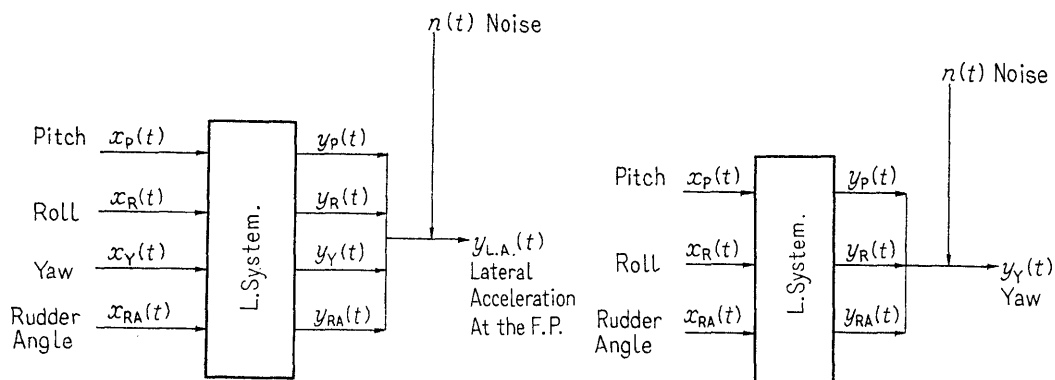 n(t) Noise
Pitch
x_P(t)
y_P(t)
Roll
x_R(t)
y_R(t)
Yaw
x_Y(t)
y_Y(t)
Rudder
Angle
x_RA(t)
y_RA(t)
L.System.
y_L.A.(t)
Lateral
Acceleration
At the F.P.
n(t) Noise
Pitch
x_P(t)
y_P(t)
Roll
x_R(t)
y_R(t)
Rudder
Angle
x_RA(t)
y_RA(t)
L.System.
y_Y(t)
Yaw